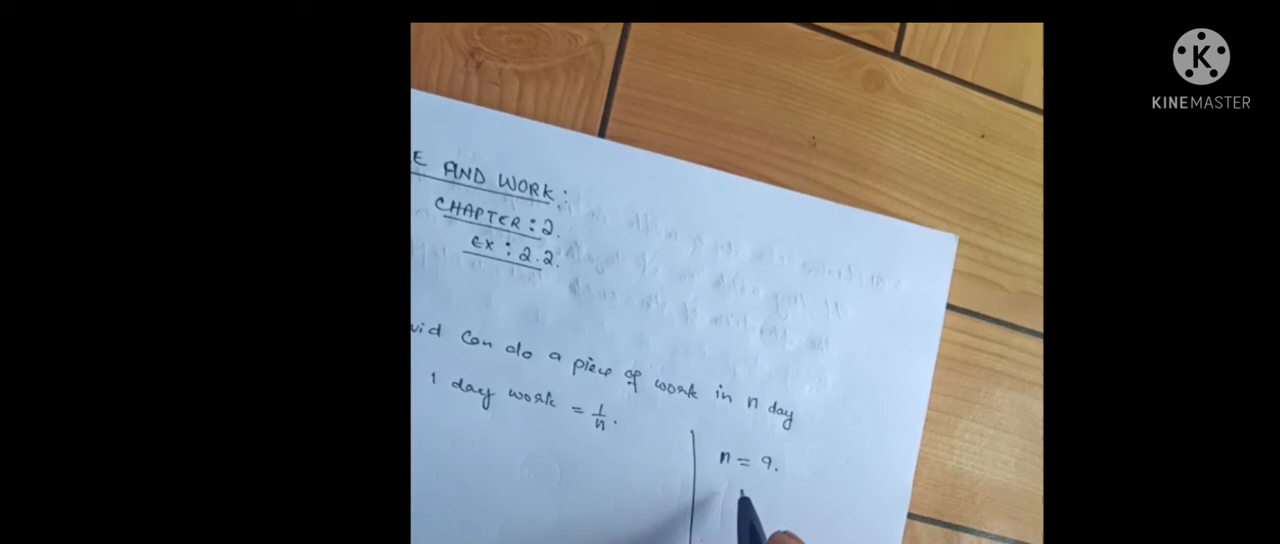 E AND WORK:
CHAPTER: 2.
EX: 2.2.
vid can do a piece of work in n day
1 day work = 1/n.
n = 9.
K
KINEMASTER